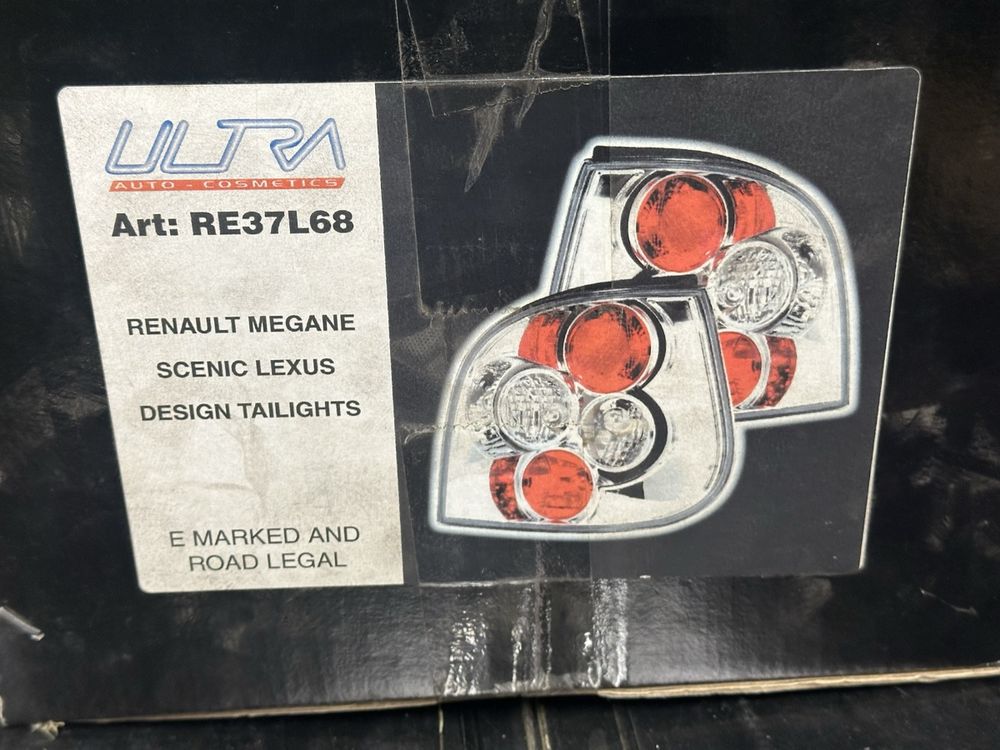 ULTRA
AUTO - COSMETICS
Art: RE37L68
RENAULT MEGANE
SCENIC LEXUS
DESIGN TAILIGHTS
E MARKED AND
ROAD LEGAL